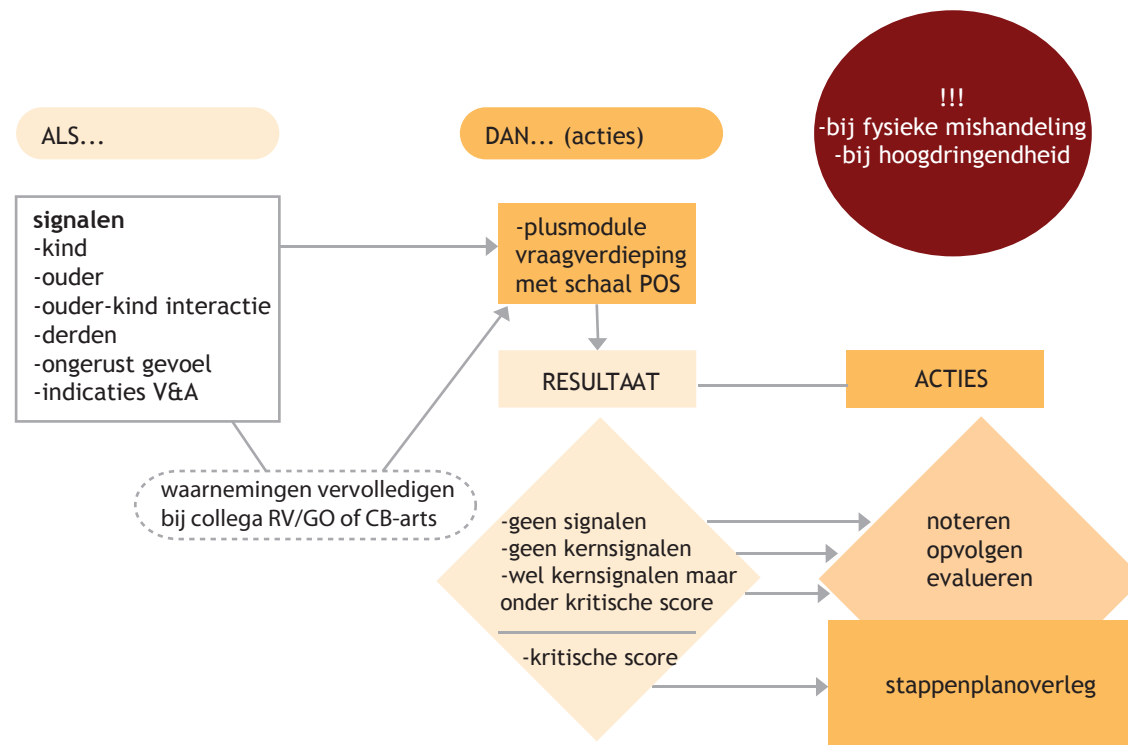 !!!
-bij fysieke mishandeling
-bij hoogdringendheid
ALS...
DAN... (acties)
signalen
-kind
-ouder
-ouder-kind interactie
-derden
-ongerust gevoel
-indicaties V&A
-plusmodule
vraagverdieping
met schaal POS
RESULTAAT
ACTIES
waarnemingen vervolledigen
bij collega RV/GO of CB-arts
-geen signalen
-geen kernsignalen
-wel kernsignalen maar
onder kritische score
-kritische score
noteren
opvolgen
evalueren
stappenplanoverleg